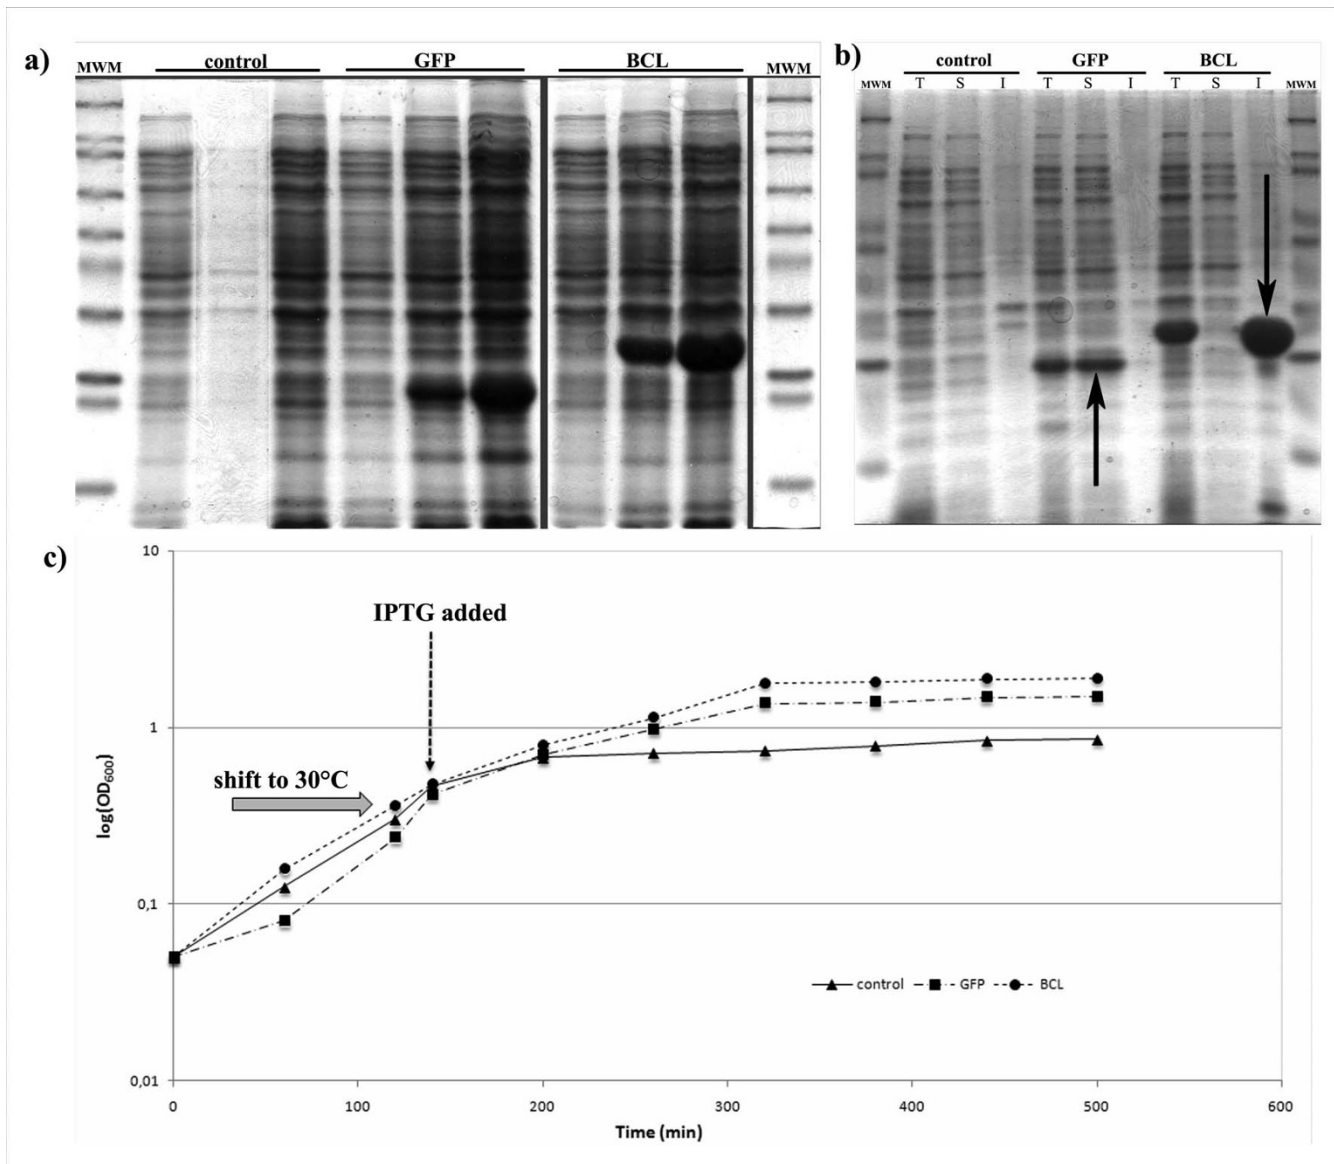 a)
MWM control GFP BCL MWM
b)
control GFP BCL
MWM T S I T S I T S I MWM
c)
10
IPTG added
1
shift to 30°C
log(OD₆₀₀)
0,1
control GFP BCL
0,01
0 100 200 300 400 500 600
Time (min)